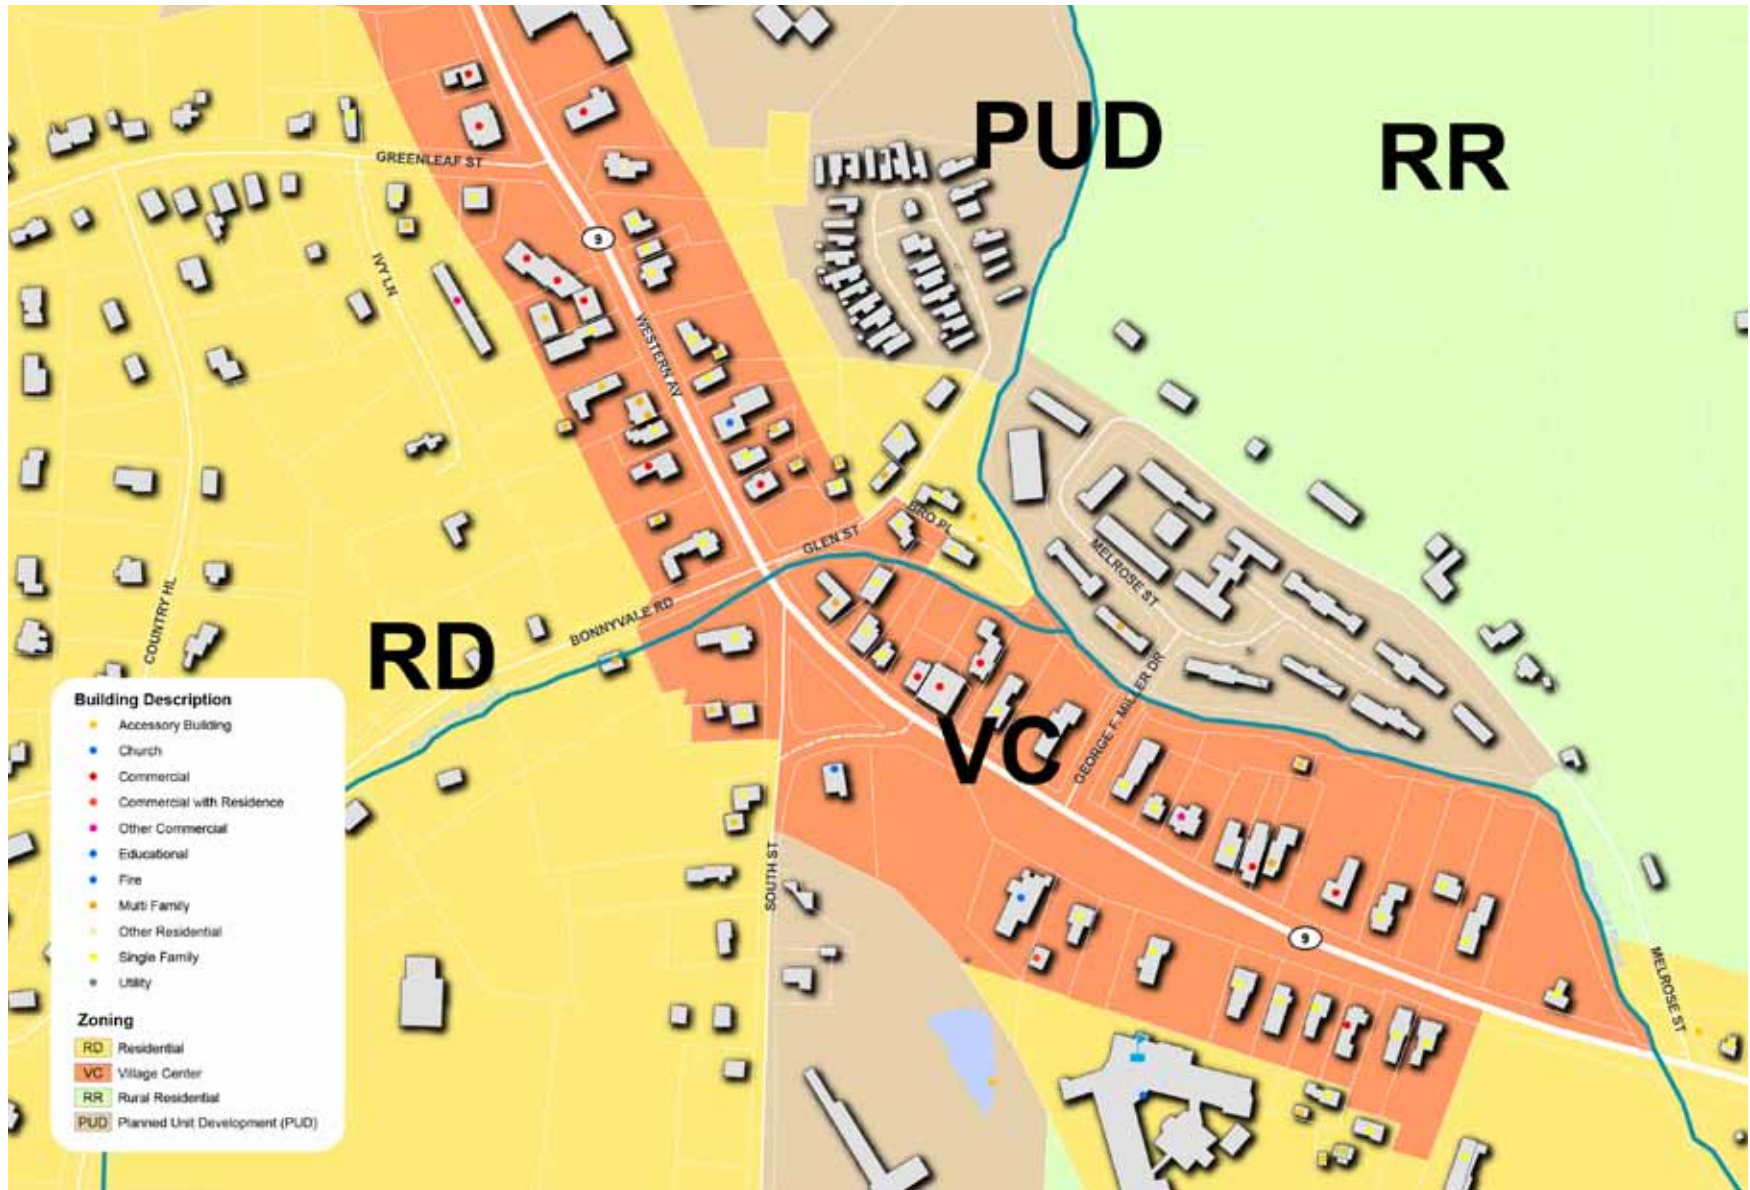 PUD
RR
GREENLEAF ST
9
IVY LN
WESTERN AV
BRO PL
GLEN ST
MELROSE ST
COUNTRY HL
BONNYVALE RD
RD
GEORGE F. MILLER DR
VC
SOUTH ST
9
MELROSE ST
Building Description
Accessory Building
Church
Commercial
Commercial with Residence
Other Commercial
Educational
Fire
Multi Family
Other Residential
Single Family
Utility
Zoning
RD Residential
VC Village Center
RR Rural Residential
PUD Planned Unit Development (PUD)